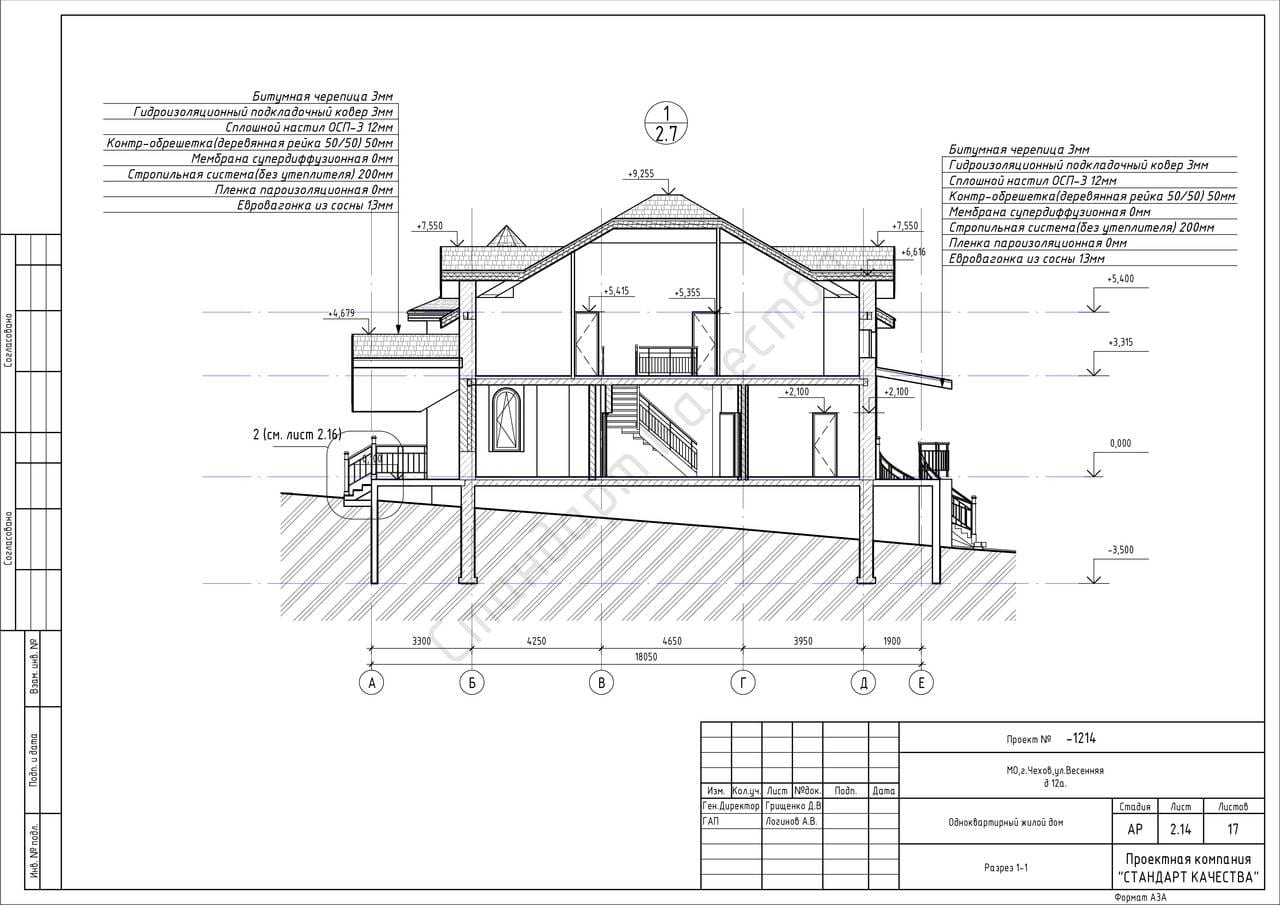 Битумная черепица 3мм
Гидроизоляционный подкладочный ковер 3мм
Сплошной настил ОСП-3 12мм
Контр-обрешетка(деревянная рейка 50/50) 50мм
Мембрана супердиффузионная 0мм
Стропильная система(без утеплителя) 200мм
Пленка пароизоляционная 0мм
Евровагонка из сосны 13мм
1
2.7
Битумная черепица 3мм
Гидроизоляционный подкладочный ковер 3мм
Сплошной настил ОСП-3 12мм
Контр-обрешетка(деревянная рейка 50/50) 50мм
Мембрана супердиффузионная 0мм
Стропильная система(без утеплителя) 200мм
Пленка пароизоляционная 0мм
Евровагонка из сосны 13мм
+9,255
+7,550
+7,550
+6,616
+5,400
+5,415
+5,355
+4,679
+3,315
+2,100
+2,100
2 (см. лист 2.16)
0,000
-3,500
Стандарт качества
3300
4250
4650
3950
1900
18050
А
Б
В
Г
Д
Е
Согласовано
Согласовано
Взам. инв. №
Подп. и дата
Инв. № подл.
Проект № -1214
МО,г.Чехов,ул.Весенняя
д 12а.
Изм. Кол.уч. Лист №док. Подп. Дата
Ген.Директор Грищенко Д.В
ГАП Логинов А.В.
Одноквартирный жилой дом
Стадия Лист Листов
АР 2.14 17
Разрез 1-1
Проектная компания
"СТАНДАРТ КАЧЕСТВА"
Формат А3А